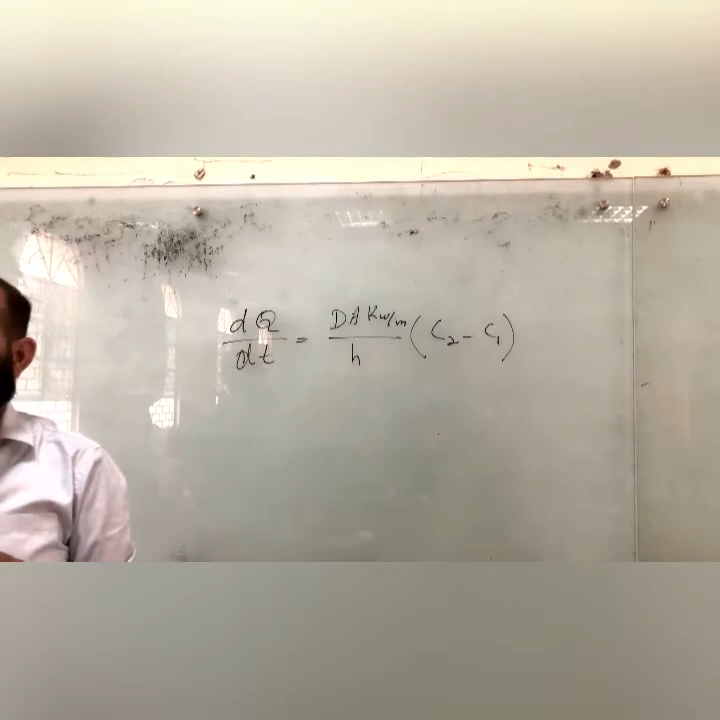 dQ/dt = DA Kw/m/h (C₂ - C₁)